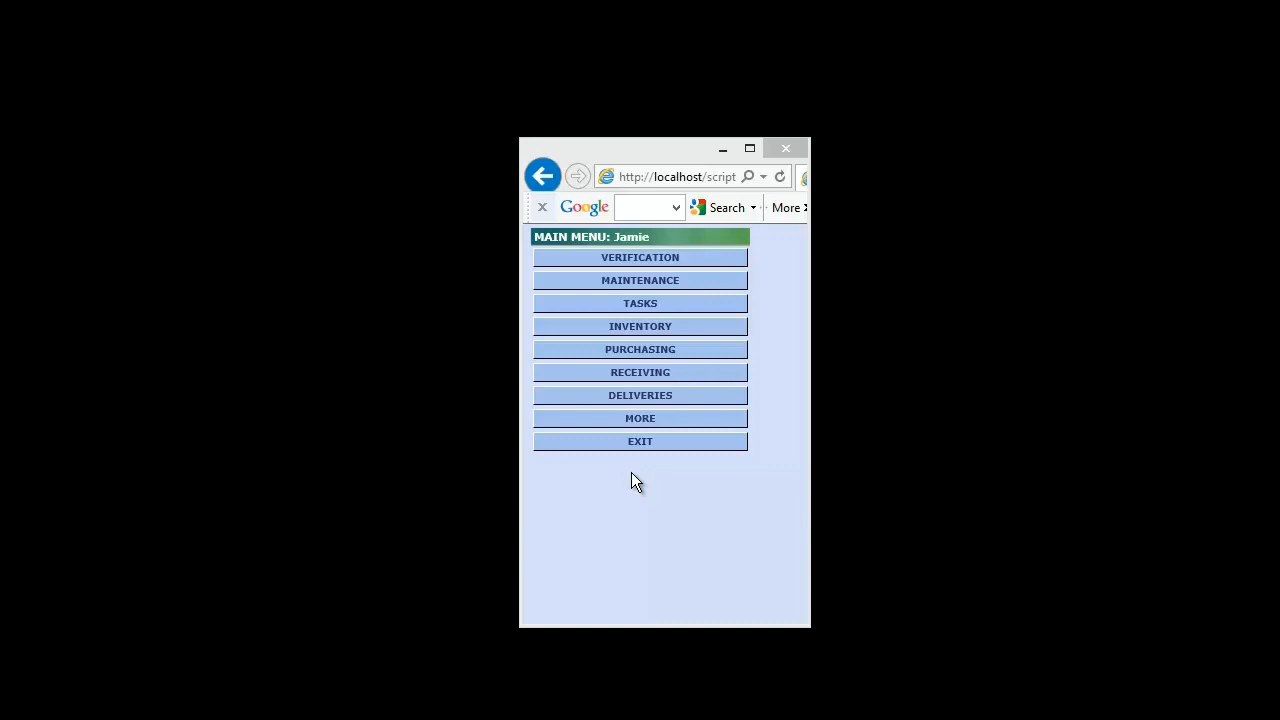 http://localhost/script
Google Search More
MAIN MENU: Jamie
VERIFICATION
MAINTENANCE
TASKS
INVENTORY
PURCHASING
RECEIVING
DELIVERIES
MORE
EXIT